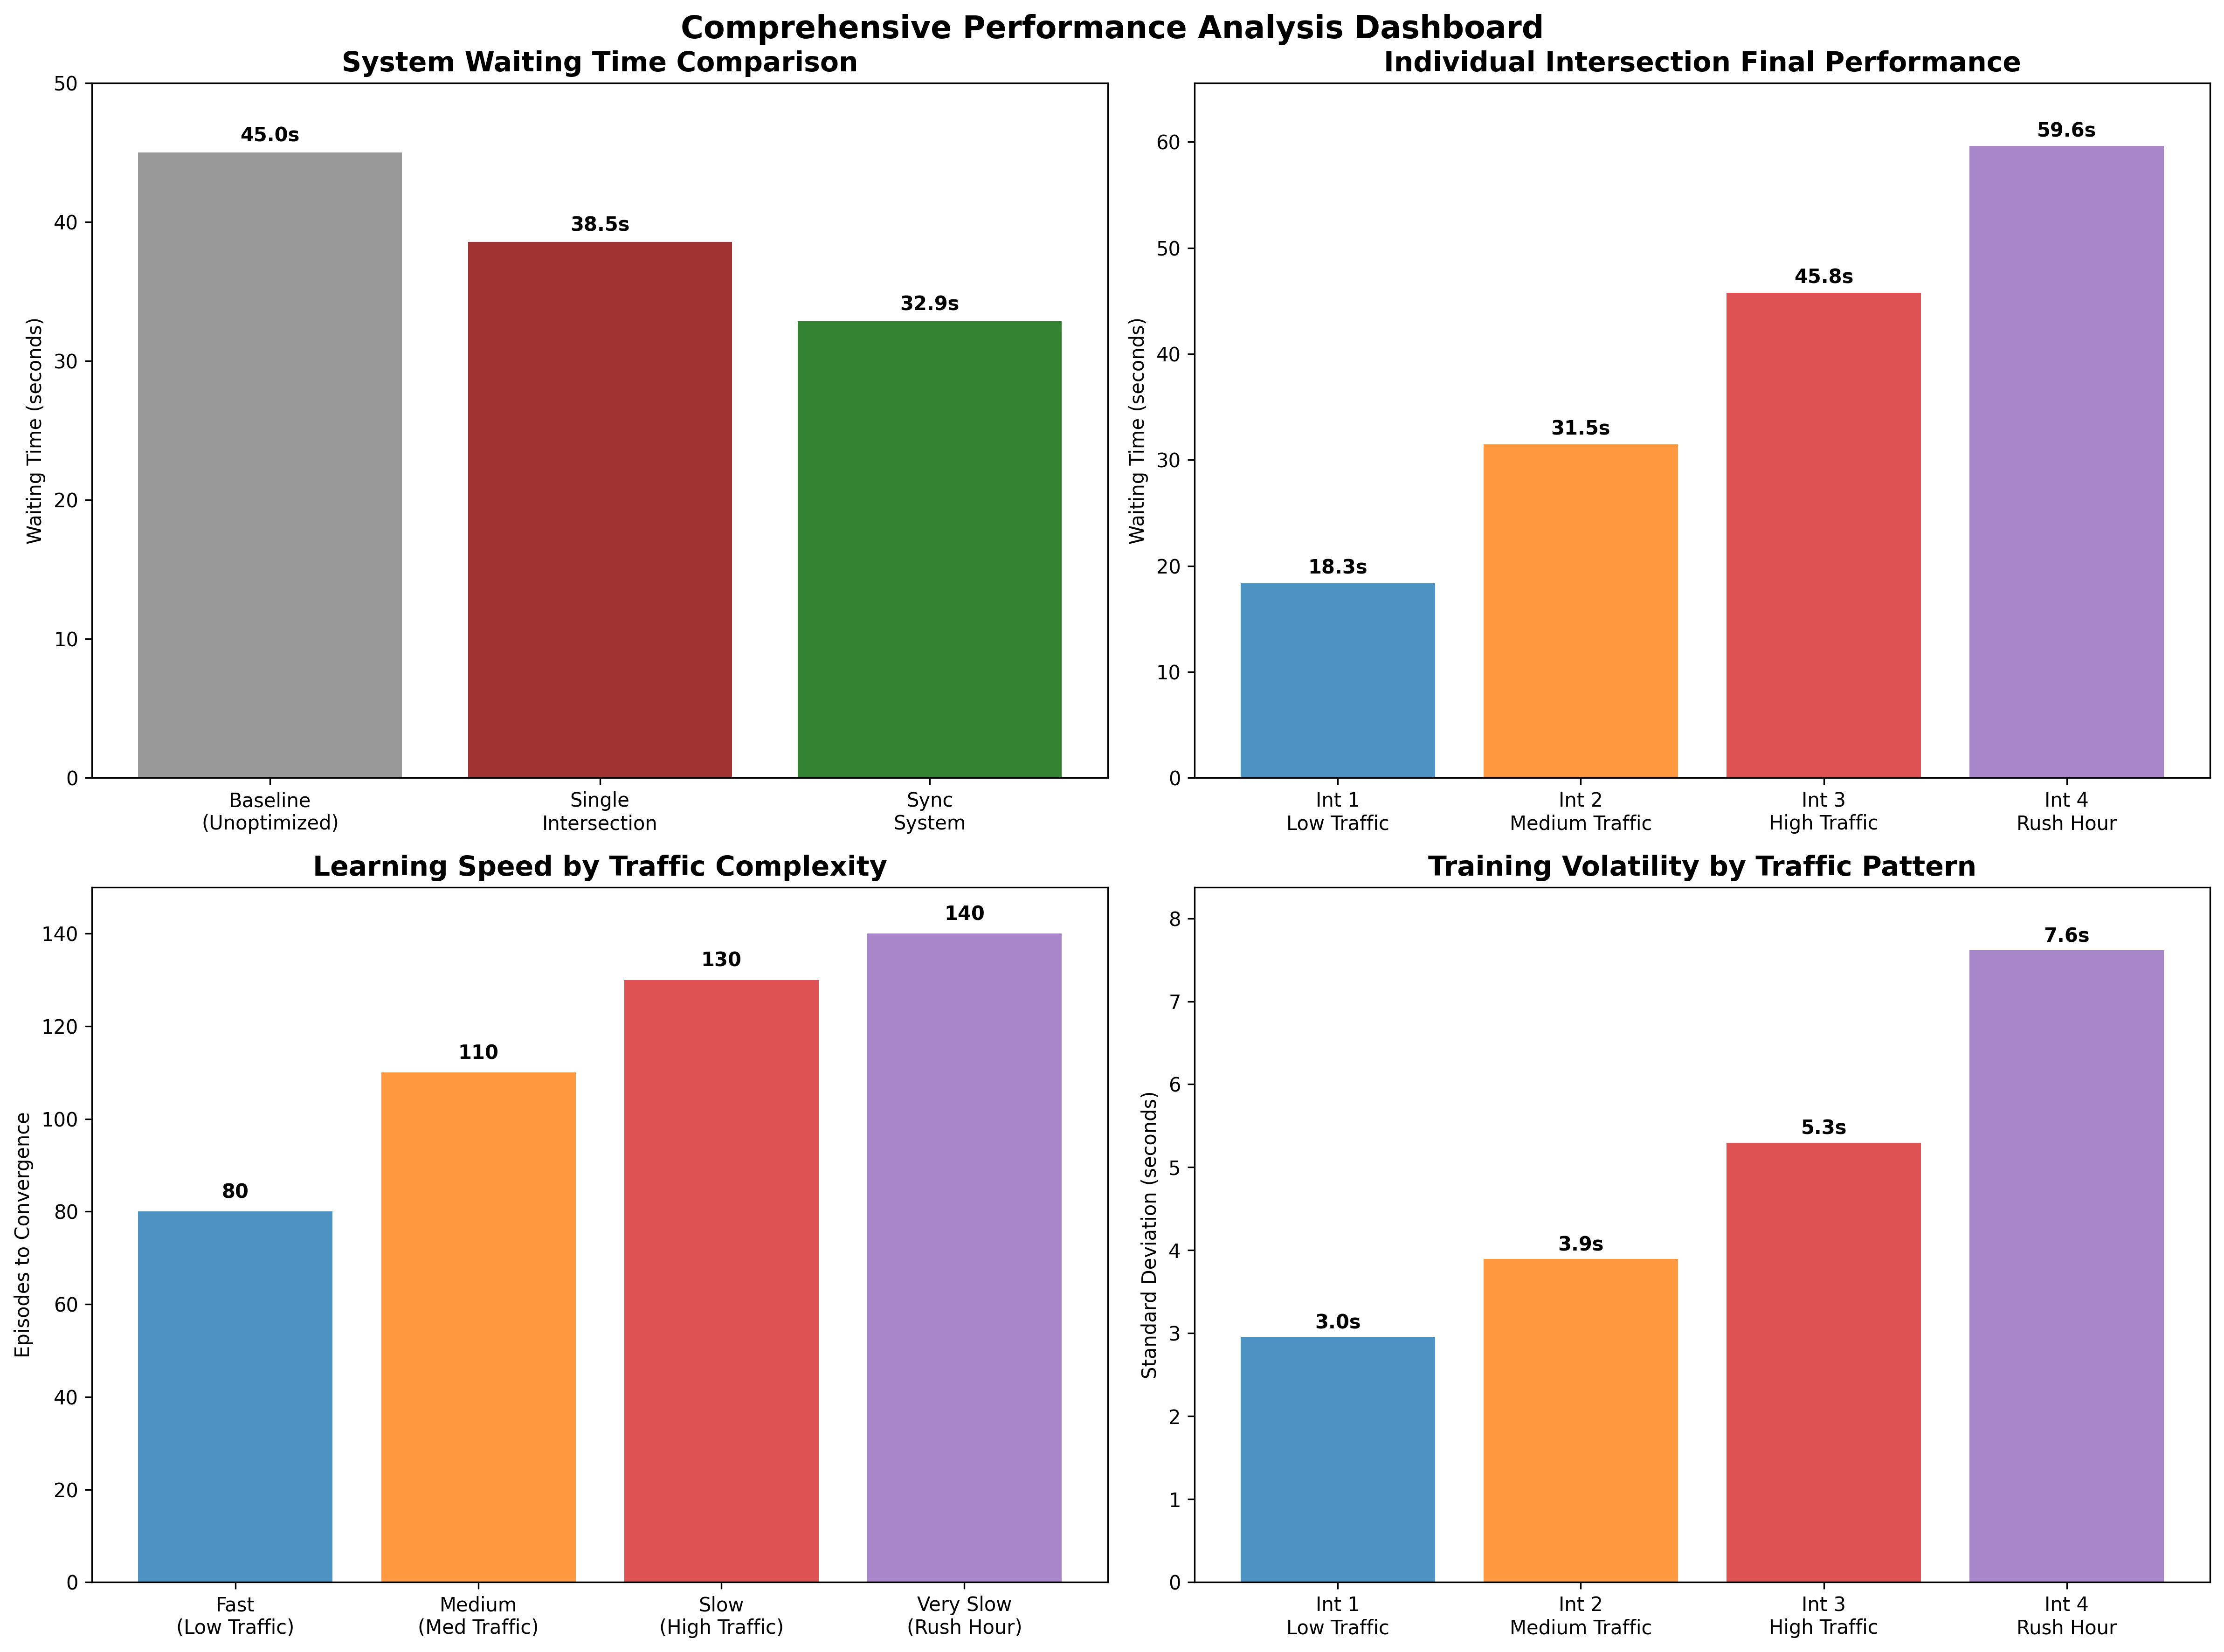 Comprehensive Performance Analysis Dashboard
System Waiting Time Comparison
Waiting Time (seconds)
50
40
30
20
10
0
45.0s
38.5s
32.9s
Baseline
(Unoptimized)
Single
Intersection
Sync
System
Individual Intersection Final Performance
Waiting Time (seconds)
60
50
40
30
20
10
0
18.3s
31.5s
45.8s
59.6s
Int 1
Low Traffic
Int 2
Medium Traffic
Int 3
High Traffic
Int 4
Rush Hour
Learning Speed by Traffic Complexity
Episodes to Convergence
140
120
100
80
60
40
20
0
80
110
130
140
Fast
(Low Traffic)
Medium
(Med Traffic)
Slow
(High Traffic)
Very Slow
(Rush Hour)
Training Volatility by Traffic Pattern
Standard Deviation (seconds)
8
7
6
5
4
3
2
1
0
3.0s
3.9s
5.3s
7.6s
Int 1
Low Traffic
Int 2
Medium Traffic
Int 3
High Traffic
Int 4
Rush Hour